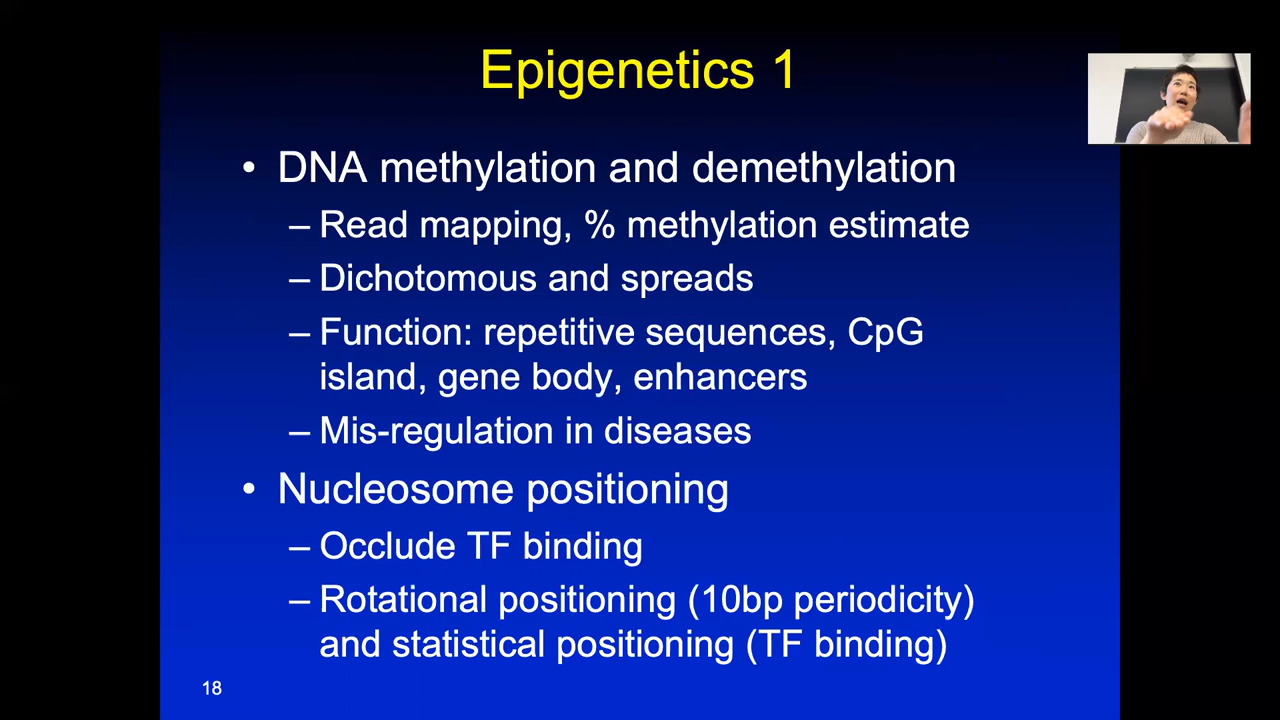 Epigenetics 1
• DNA methylation and demethylation
– Read mapping, % methylation estimate
– Dichotomous and spreads
– Function: repetitive sequences, CpG
island, gene body, enhancers
– Mis-regulation in diseases
• Nucleosome positioning
– Occlude TF binding
– Rotational positioning (10bp periodicity)
and statistical positioning (TF binding)
18